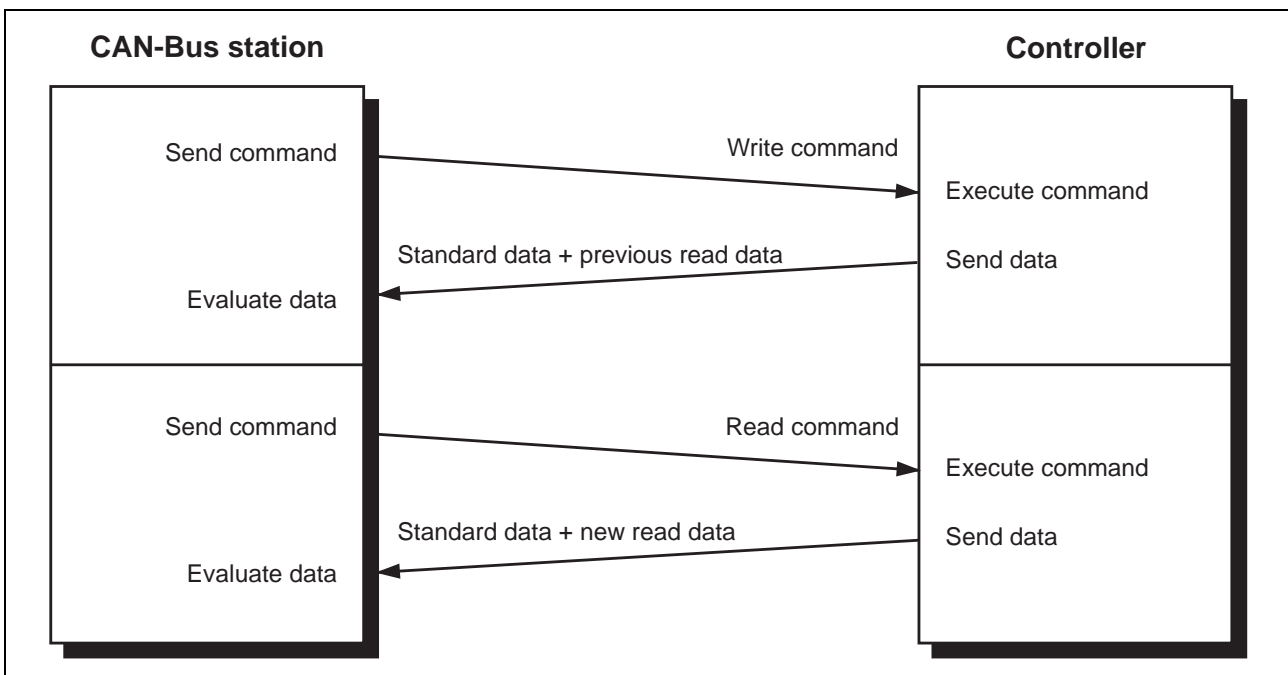 CAN-Bus station
Controller
Send command
Write command
Execute command
Standard data + previous read data
Send data
Evaluate data
Send command
Read command
Execute command
Standard data + new read data
Send data
Evaluate data